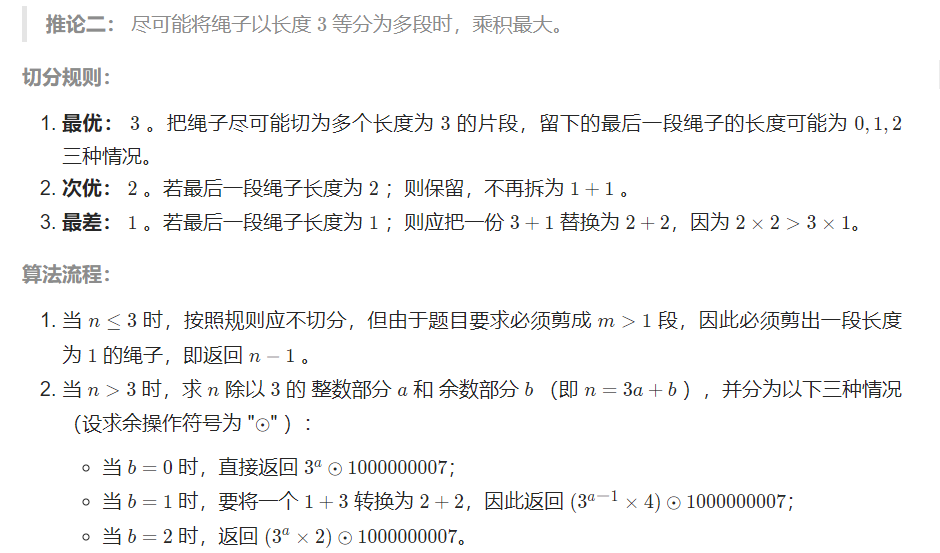 推论二： 尽可能将绳子以长度 3 等分为多段时，乘积最大。
切分规则：
1. 最优： 3 。把绳子尽可能切为多个长度为 3 的片段，留下的最后一段绳子的长度可能为 0,1,2
三种情况。
2. 次优： 2 。若最后一段绳子长度为 2 ；则保留，不再拆为 1 + 1 。
3. 最差： 1 。若最后一段绳子长度为 1 ；则应把一份 3 + 1 替换为 2 + 2，因为 2 × 2 > 3 × 1。
算法流程：
1. 当 n ≤ 3 时，按照规则应不切分，但由于题目要求必须剪成 m > 1 段，因此必须剪出一段长度
为 1 的绳子，即返回 n − 1 。
2. 当 n > 3 时，求 n 除以 3 的 整数部分 a 和 余数部分 b （即 n = 3a + b ），并分为以下三种情况
（设求余操作符号为 "⊙" ）：
◦ 当 b = 0 时，直接返回 3^a ⊙ 1000000007；
◦ 当 b = 1 时，要将一个 1 + 3 转换为 2 + 2，因此返回 (3^{a−1} × 4) ⊙ 1000000007；
◦ 当 b = 2 时，返回 (3^a × 2) ⊙ 1000000007。